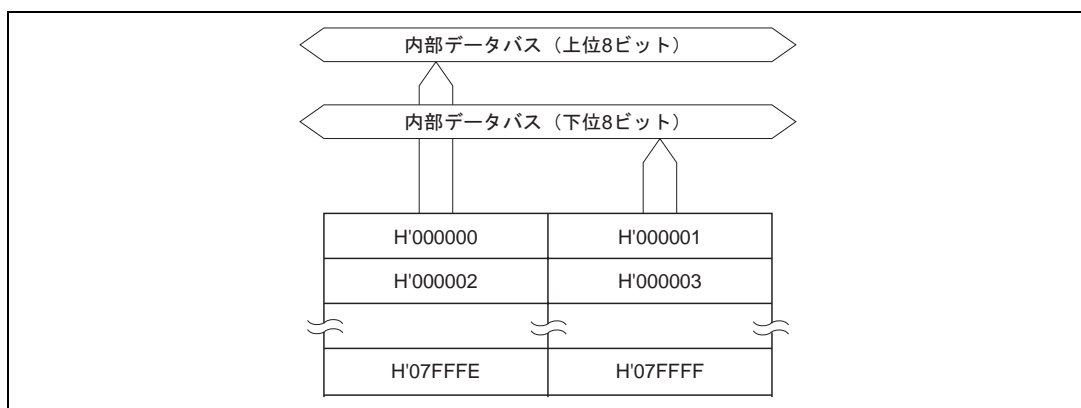 内部データバス（上位8ビット）
内部データバス（下位8ビット）
H'000000 H'000001
H'000002 H'000003
H'07FFFE H'07FFFF